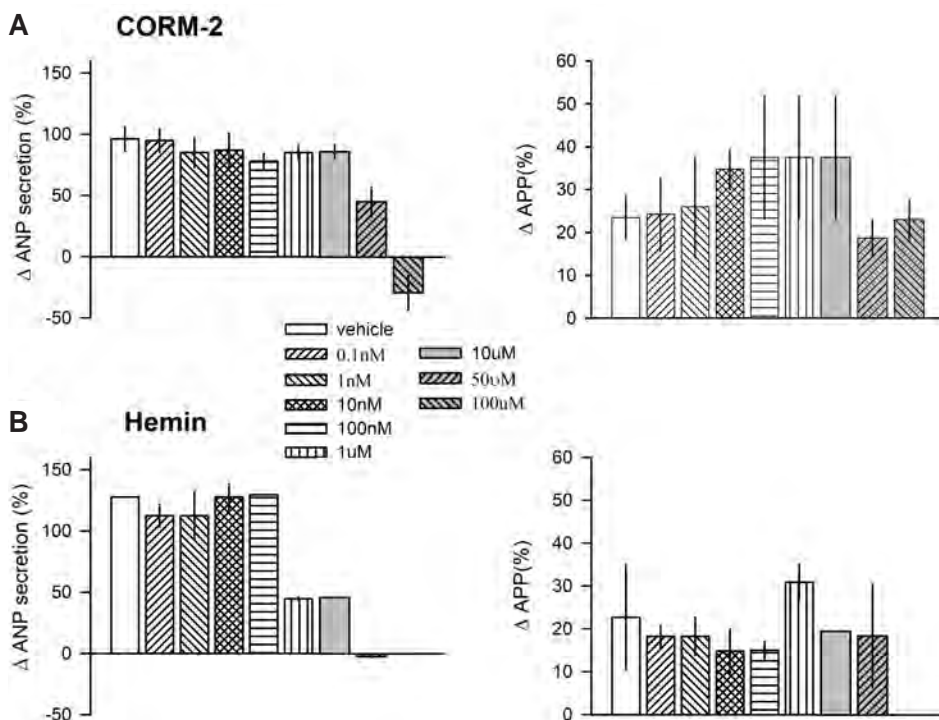 A
CORM-2
Δ ANP secretion (%)
150
100
50
0
-50
Δ APP(%)
60
50
40
30
20
10
0
vehicle
0.1nM
1nM
10nM
100nM
1uM
10uM
50uM
100uM
B
Hemin
Δ ANP secretion (%)
150
100
50
0
-50
Δ APP(%)
60
50
40
30
20
10
0